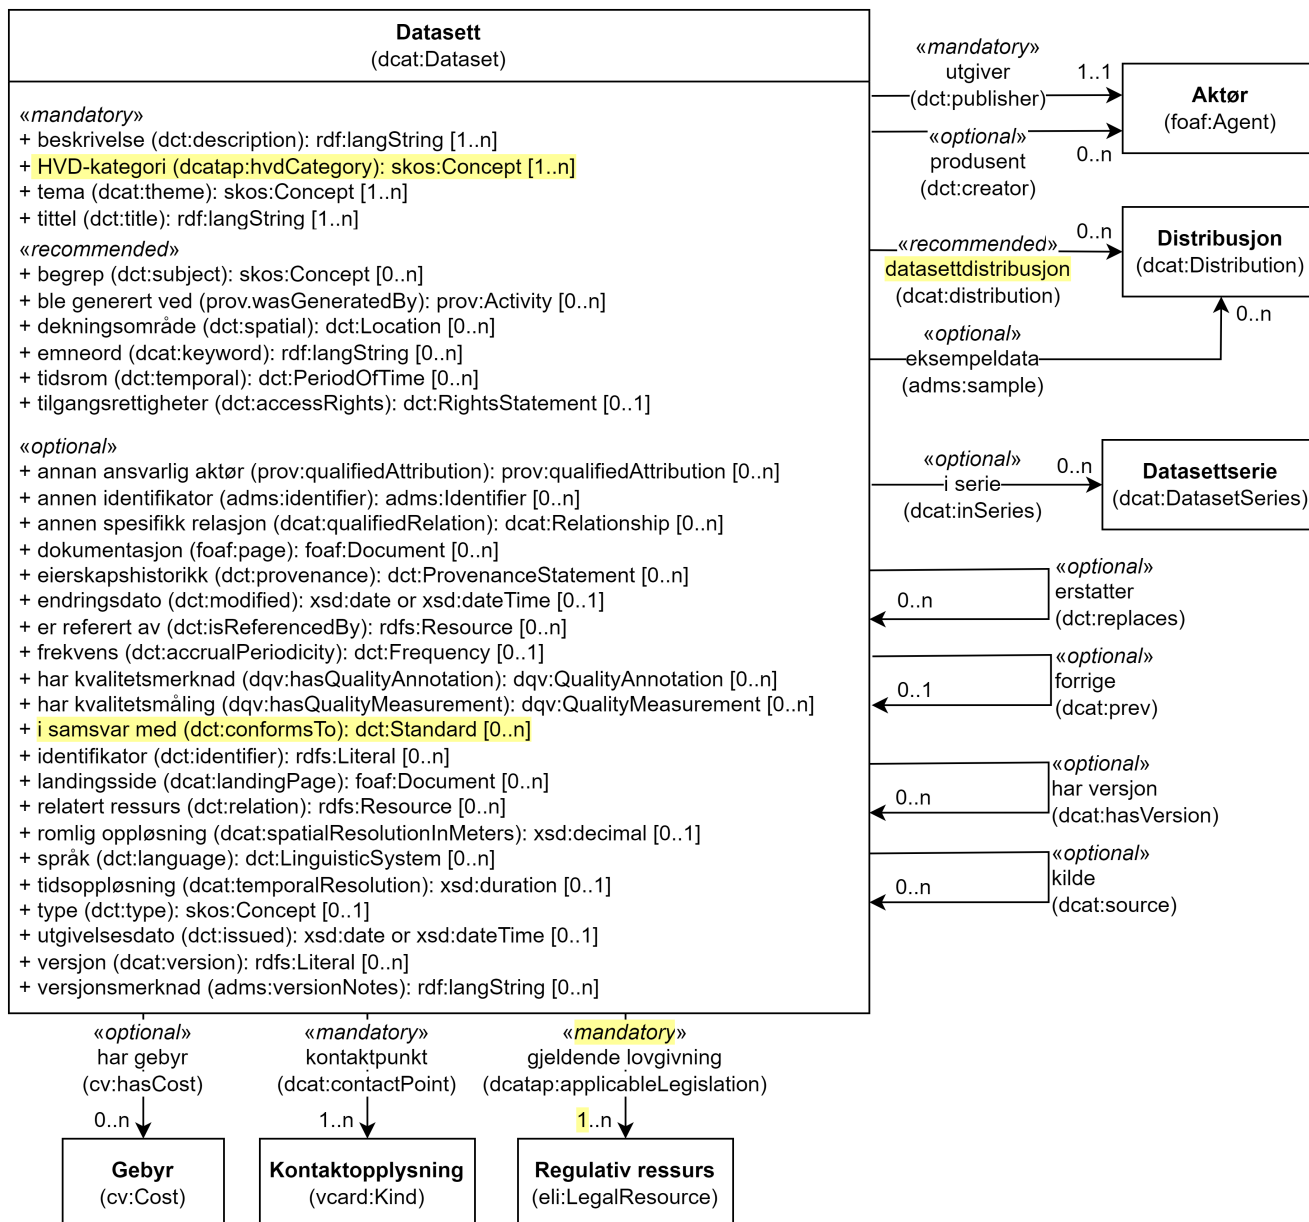 Datasett
(dcat:Dataset)
«mandatory»
+ beskrivelse (dct:description): rdf:langString [1..n]
+ HVD-kategori (dcatap:hvdCategory): skos:Concept [1..n]
+ tema (dcat:theme): skos:Concept [1..n]
+ tittel (dct:title): rdf:langString [1..n]
«recommended»
+ begrep (dct:subject): skos:Concept [0..n]
+ ble generert ved (prov.wasGeneratedBy): prov:Activity [0..n]
+ dekningsområde (dct:spatial): dct:Location [0..n]
+ emneord (dcat:keyword): rdf:langString [0..n]
+ tidsrom (dct:temporal): dct:PeriodOfTime [0..n]
+ tilgangsrettigheter (dct:accessRights): dct:RightsStatement [0..1]
«optional»
+ annan ansvarlig aktør (prov:qualifiedAttribution): prov:qualifiedAttribution [0..n]
+ annen identifikator (adms:identifier): adms:Identifier [0..n]
+ annen spesifikk relasjon (dcat:qualifiedRelation): dcat:Relationship [0..n]
+ dokumentasjon (foaf:page): foaf:Document [0..n]
+ eierskapshistorikk (dct:provenance): dct:ProvenanceStatement [0..n]
+ endringsdato (dct:modified): xsd:date or xsd:dateTime [0..1]
+ er referert av (dct:isReferencedBy): rdfs:Resource [0..n]
+ frekvens (dct:accrualPeriodicity): dct:Frequency [0..1]
+ har kvalitetsmerknad (dqv:hasQualityAnnotation): dqv:QualityAnnotation [0..n]
+ har kvalitetsmåling (dqv:hasQualityMeasurement): dqv:QualityMeasurement [0..n]
+ i samsvar med (dct:conformsTo): dct:Standard [0..n]
+ identifikator (dct:identifier): rdfs:Literal [0..n]
+ landingsside (dcat:landingPage): foaf:Document [0..n]
+ relatert ressurs (dct:relation): rdfs:Resource [0..n]
+ romlig oppløsning (dcat:spatialResolutionInMeters): xsd:decimal [0..1]
+ språk (dct:language): dct:LinguisticSystem [0..n]
+ tidsoppløsning (dcat:temporalResolution): xsd:duration [0..1]
+ type (dct:type): skos:Concept [0..1]
+ utgivelsesdato (dct:issued): xsd:date or xsd:dateTime [0..1]
+ versjon (dcat:version): rdfs:Literal [0..n]
+ versjonsmerknad (adms:versionNotes): rdf:langString [0..n]
«mandatory»
utgiver
(dct:publisher)
1..1
«optional»
produsent
(dct:creator)
0..n
Aktør
(foaf:Agent)
«recommended»
datasettdistribusjon
(dcat:distribution)
0..n
Distribusjon
(dcat:Distribution)
«optional»
eksempeldata
(adms:sample)
0..n
«optional»
i serie
(dcat:inSeries)
0..n
Datasettserie
(dcat:DatasetSeries)
«optional»
erstatter
(dct:replaces)
0..n
«optional»
forrige
(dcat:prev)
0..1
«optional»
har versjon
(dcat:hasVersion)
0..n
«optional»
kilde
(dcat:source)
0..n
«optional»
har gebyr
(cv:hasCost)
0..n
Gebyr
(cv:Cost)
«mandatory»
kontaktpunkt
(dcat:contactPoint)
1..n
Kontaktopplysning
(vcard:Kind)
«mandatory»
gjeldende lovgivning
(dcatap:applicableLegislation)
1..n
Regulativ ressurs
(eli:LegalResource)